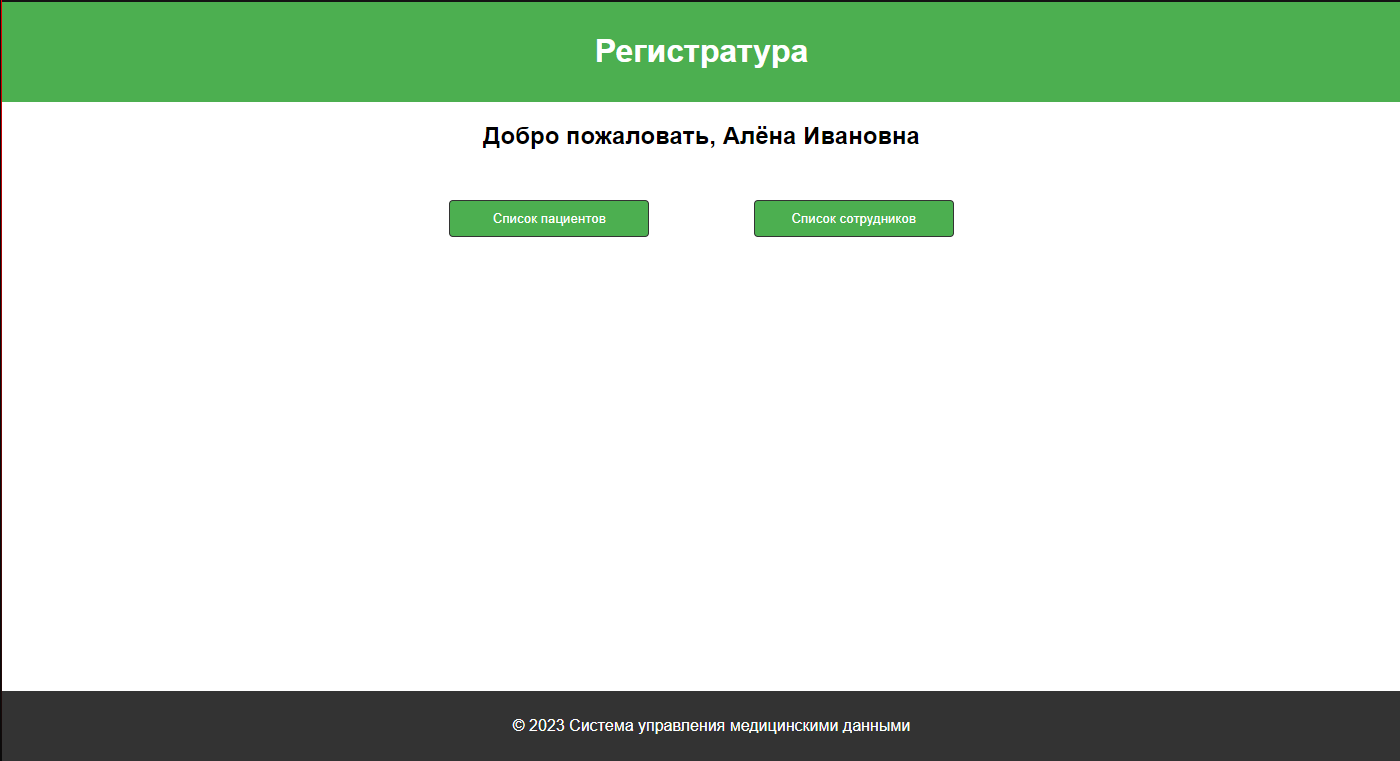 Регистратура
Добро пожаловать, Алёна Ивановна
Список пациентов
Список сотрудников
© 2023 Система управления медицинскими данными